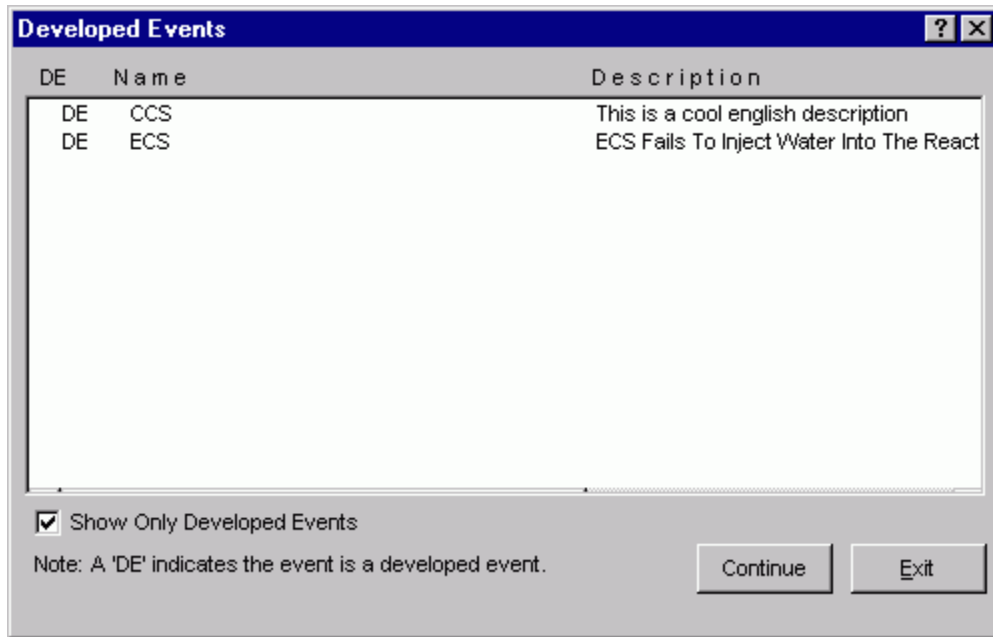 Developed Events
DE Name Description
DE CCS This is a cool english description
DE ECS ECS Fails To Inject Water Into The React
Show Only Developed Events
Note: A 'DE' indicates the event is a developed event.
Continue Exit